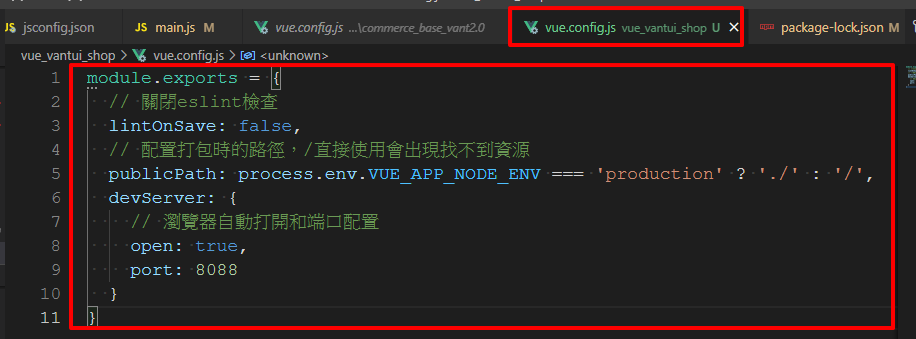 jsconfig.json
JS main.js M
vue.config.js ...\commerce_base_vant2.0
vue.config.js vue_vantui_shop U
package-lock.json M
vue_vantui_shop > vue.config.js > <unknown>
1 module.exports = {
2 // 關閉eslint檢查
3 lintOnSave: false,
4 // 配置打包時的路徑，/直接使用會出現找不到資源
5 publicPath: process.env.VUE_APP_NODE_ENV === 'production' ? './' : '/',
6 devServer: {
7 // 瀏覽器自動打開和端口配置
8 open: true,
9 port: 8088
10 }
11 }